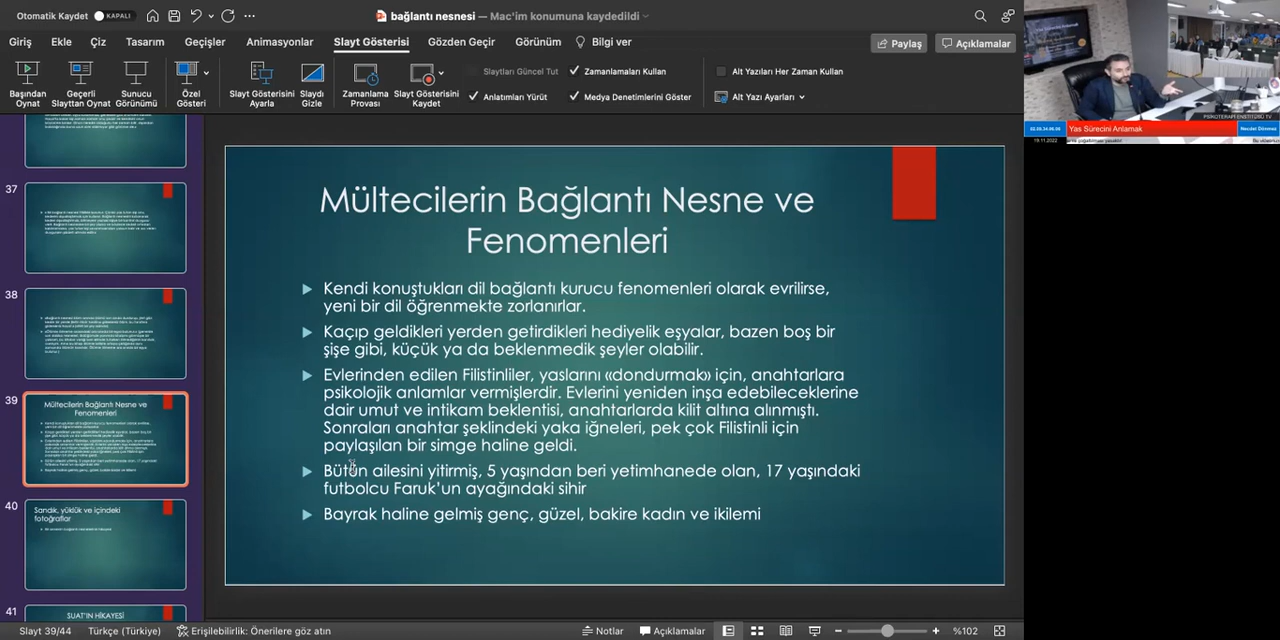 Otomatik Kaydet KAPALI
bağlantı nesnesi — Mac'im konumuna kaydedildi
Giriş Ekle Çiz Tasarım Geçişler Animasyonlar Slayt Gösterisi Gözden Geçir Görünüm Bilgi ver
Paylaş Açıklamalar
Başından Oynat
Geçerli Slayttan Oynat
Sunucu Görünümü
Özel Gösteri
Slayt Gösterisini Ayarla
Slaydı Gizle
Zamanlama Provası
Slayt Gösterisini Kaydet
Slaytları Güncel Tut
Zamanlamaları Kullan
Anlatımları Yürüt
Medya Denetimlerini Göster
Alt Yazıları Her Zaman Kullan
Alt Yazı Ayarları
PSIKOTERAPI ENSTITÜSÜ TV
Yas Sürecini Anlamak
19.11.2022
37
38
39
Mültecilerin Bağlantı Nesne ve
Fenomenleri
40
Sandık, yüklük ve içindeki
fotoğraflar
41
SUAT'IN HİKAYESİ
Mültecilerin Bağlantı Nesne ve
Fenomenleri
Kendi konuştukları dil bağlantı kurucu fenomenleri olarak evrilirse,
yeni bir dil öğrenmekte zorlanırlar.
Kaçıp geldikleri yerden getirdikleri hediyelik eşyalar, bazen boş bir
şişe gibi, küçük ya da beklenmedik şeyler olabilir.
Evlerinden edilen Filistinliler, yaslarını «dondurmak» için, anahtarlara
psikolojik anlamlar vermişlerdir. Evlerini yeniden inşa edebileceklerine
dair umut ve intikam beklentisi, anahtarlarda kilit altına alınmıştı.
Sonraları anahtar şeklindeki yaka iğneleri, pek çok Filistinli için
paylaşılan bir simge haline geldi.
Bütün ailesini yitirmiş, 5 yaşından beri yetimhanede olan, 17 yaşındaki
futbolcu Faruk'un ayağındaki sihir
Bayrak haline gelmiş genç, güzel, bakire kadın ve ikilemi
Slayt 39/44 Türkçe (Türkiye) Erişilebilirlik: Önerilere göz atın
Notlar Açıklamalar %102